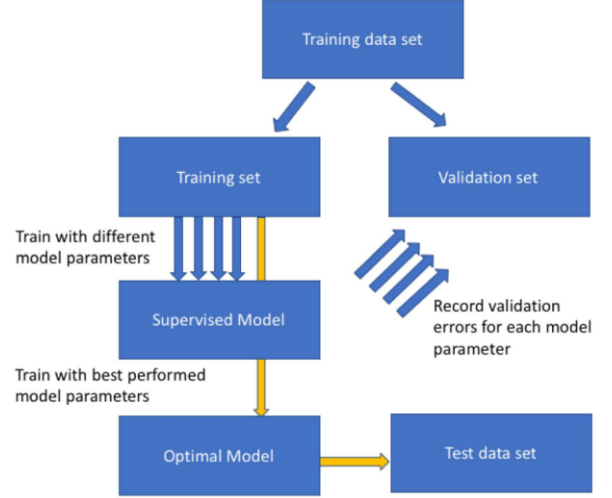 Training data set
Training set
Validation set
Train with different
model parameters
Supervised Model
Record validation
errors for each model
parameter
Train with best performed
model parameters
Optimal Model
Test data set